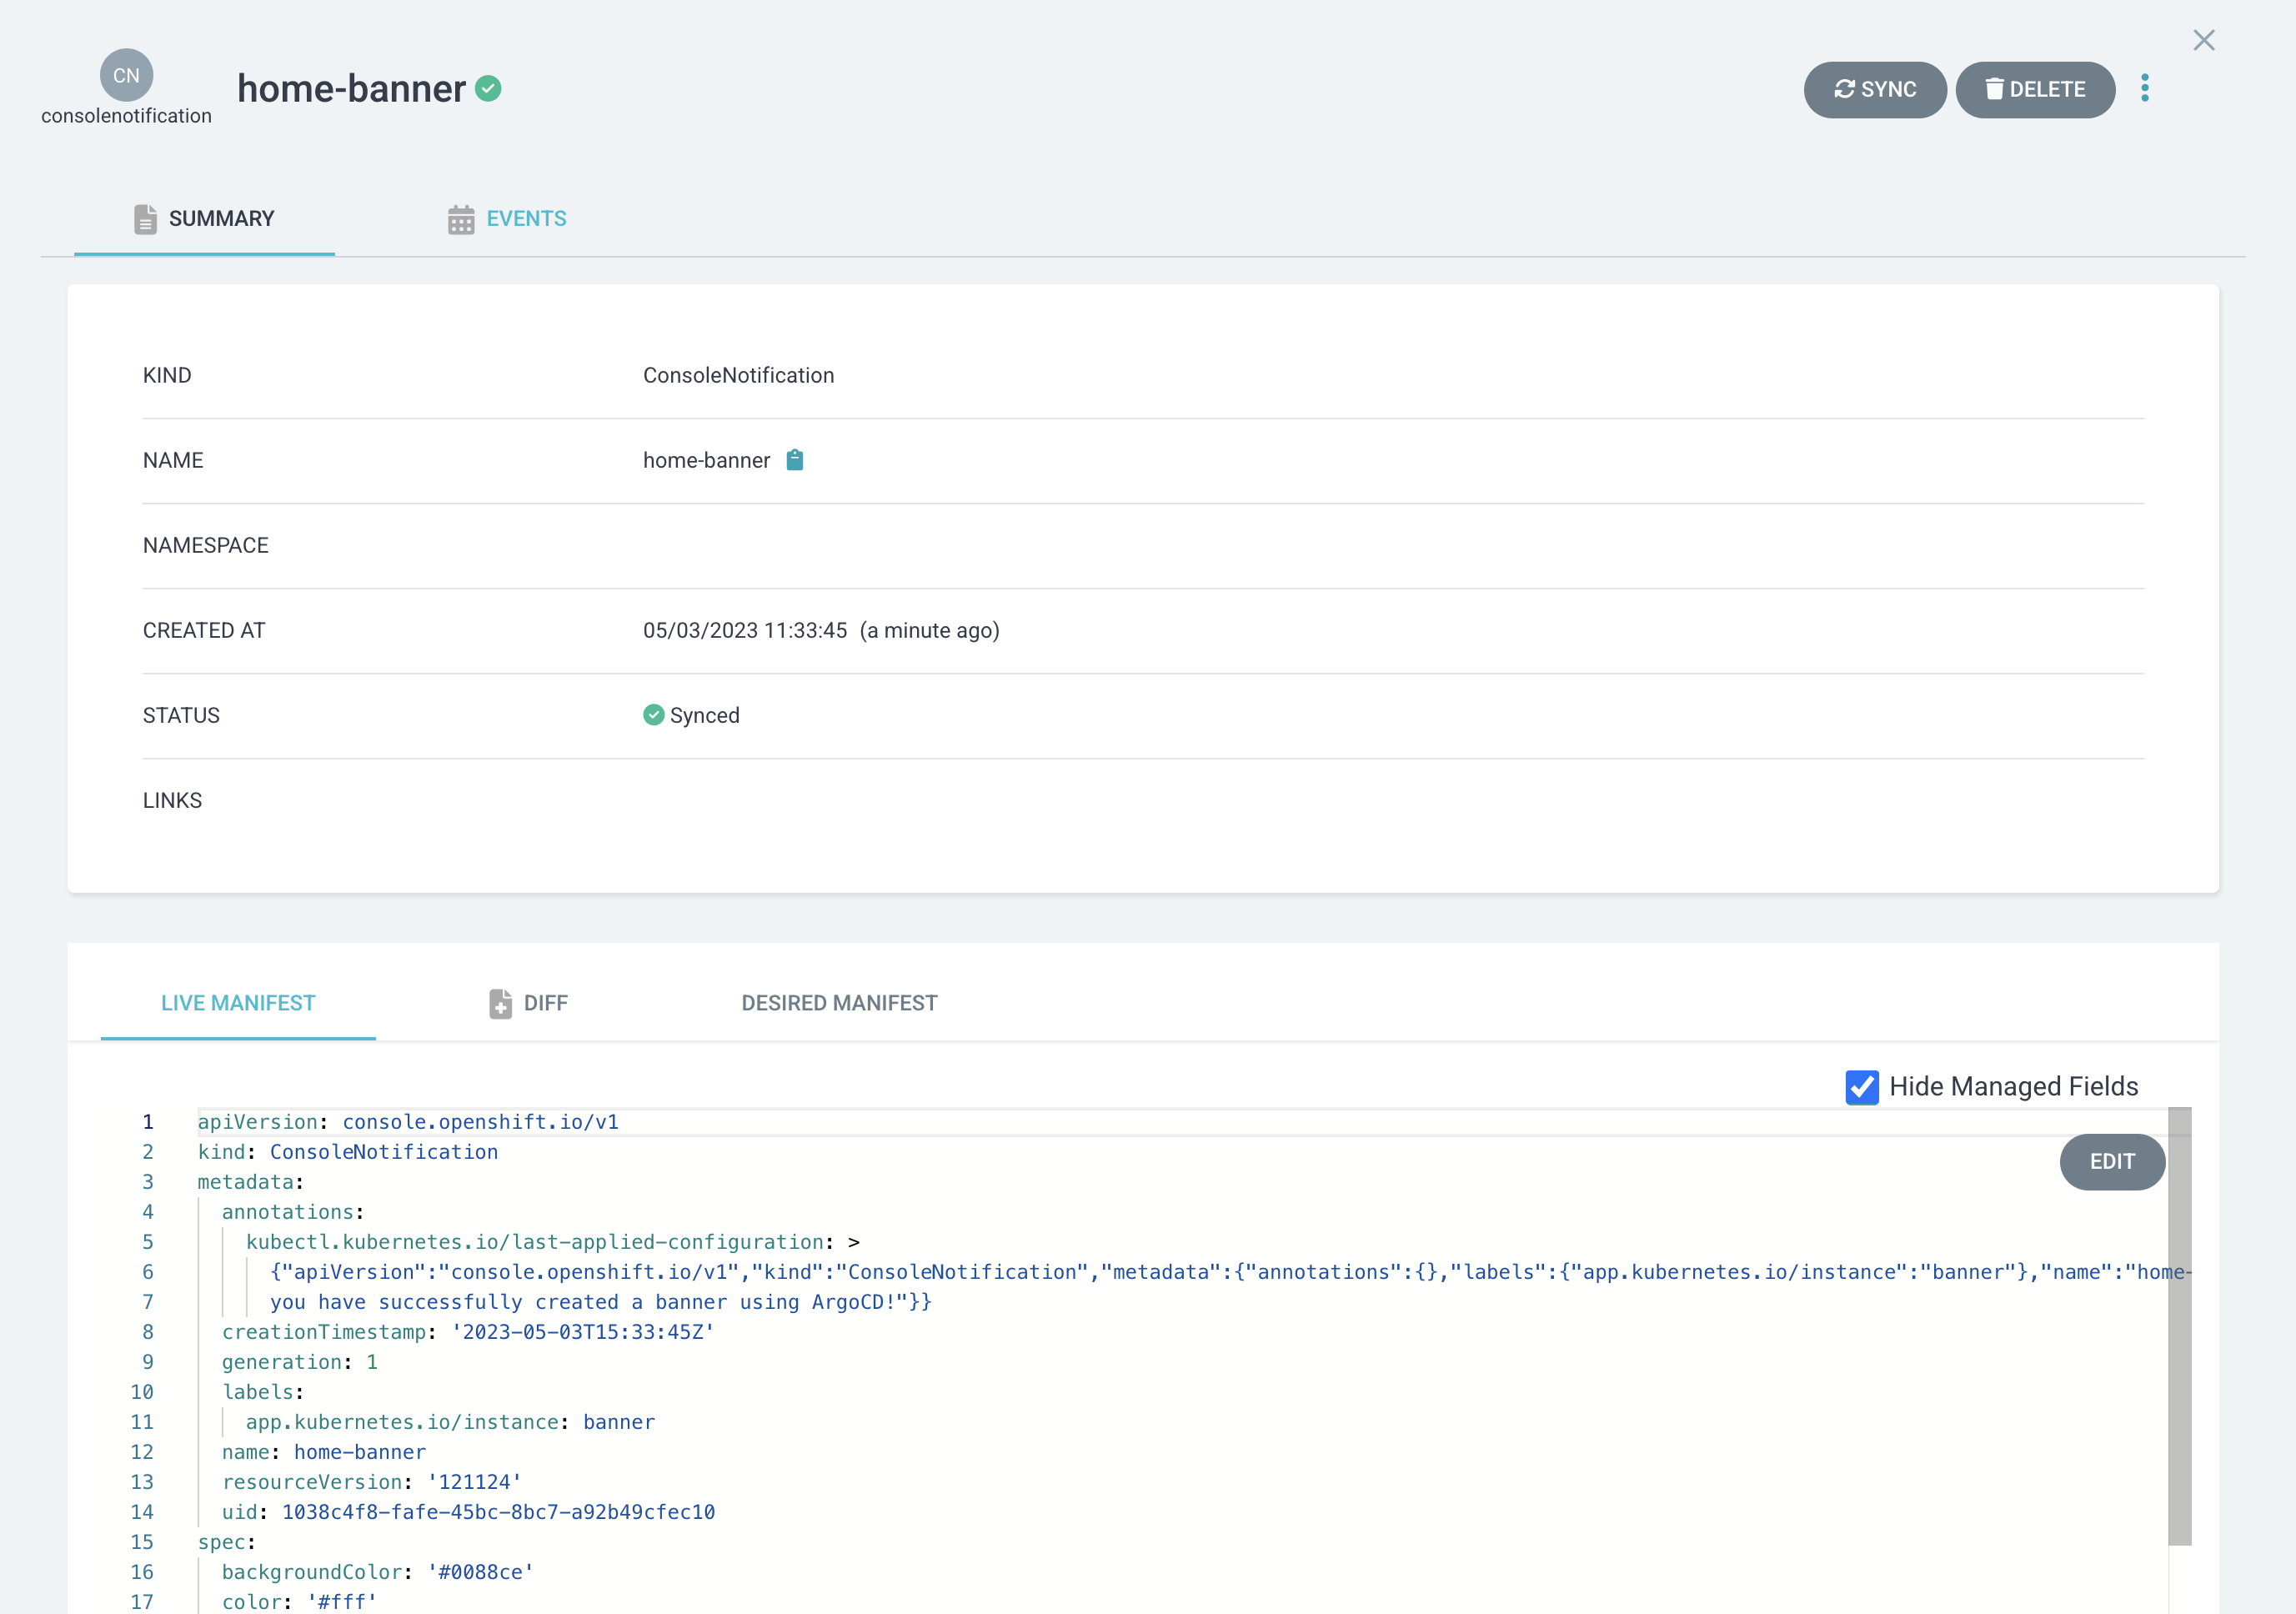 CN
consolenotification
home-banner
SYNC
DELETE
SUMMARY
EVENTS
KIND
ConsoleNotification
NAME
home-banner
NAMESPACE
CREATED AT
05/03/2023 11:33:45 (a minute ago)
STATUS
Synced
LINKS
LIVE MANIFEST
DIFF
DESIRED MANIFEST
Hide Managed Fields
EDIT
1 apiVersion: console.openshift.io/v1
2 kind: ConsoleNotification
3 metadata:
4 annotations:
5 kubectl.kubernetes.io/last-applied-configuration: >
6 {"apiVersion":"console.openshift.io/v1","kind":"ConsoleNotification","metadata":{"annotations":{},"labels":{"app.kubernetes.io/instance":"banner"},"name":"home-
7 you have successfully created a banner using ArgoCD!"}}
8 creationTimestamp: '2023-05-03T15:33:45Z'
9 generation: 1
10 labels:
11 app.kubernetes.io/instance: banner
12 name: home-banner
13 resourceVersion: '121124'
14 uid: 1038c4f8-fafe-45bc-8bc7-a92b49cfec10
15 spec:
16 backgroundColor: '#0088ce'
17 color: '#fff'